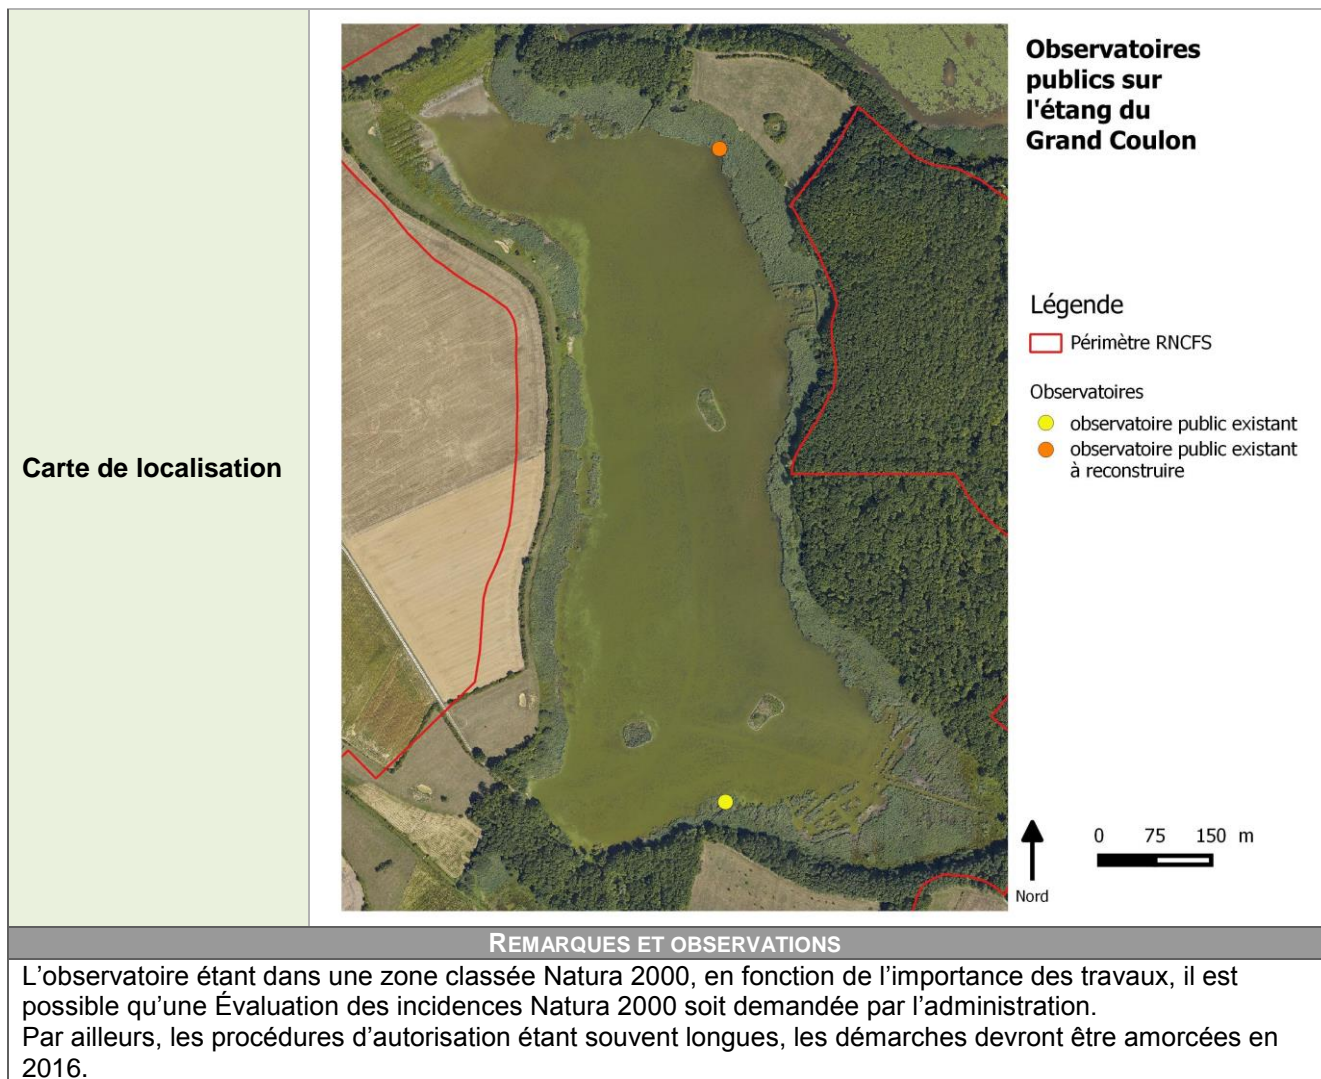 Carte de localisation
Observatoires
publics sur
l'étang du
Grand Coulon
Légende
Périmètre RNCFS
Observatoires
observatoire public existant
observatoire public existant
à reconstruire
0 75 150 m
Nord
REMARQUES ET OBSERVATIONS
L’observatoire étant dans une zone classée Natura 2000, en fonction de l’importance des travaux, il est
possible qu’une Évaluation des incidences Natura 2000 soit demandée par l’administration.
Par ailleurs, les procédures d’autorisation étant souvent longues, les démarches devront être amorcées en
2016.